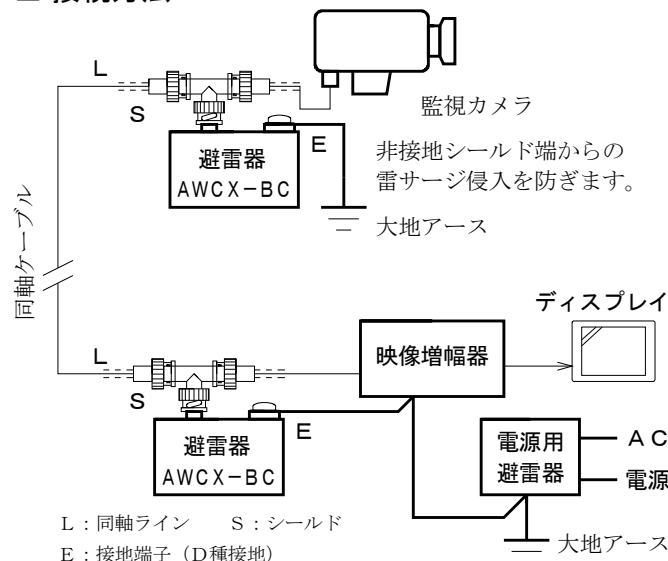 L
S
監視カメラ
避雷器
AWCX-BC
E
非接地シールド端からの
雷サージ侵入を防ぎます。
大地アース
同軸ケーブル
ディスプレイ
L
S
映像増幅器
避雷器
AWCX-BC
E
電源用
避雷器
AC
電源
L:同軸ライン S:シールド
E:接地端子(D種接地)
大地アース